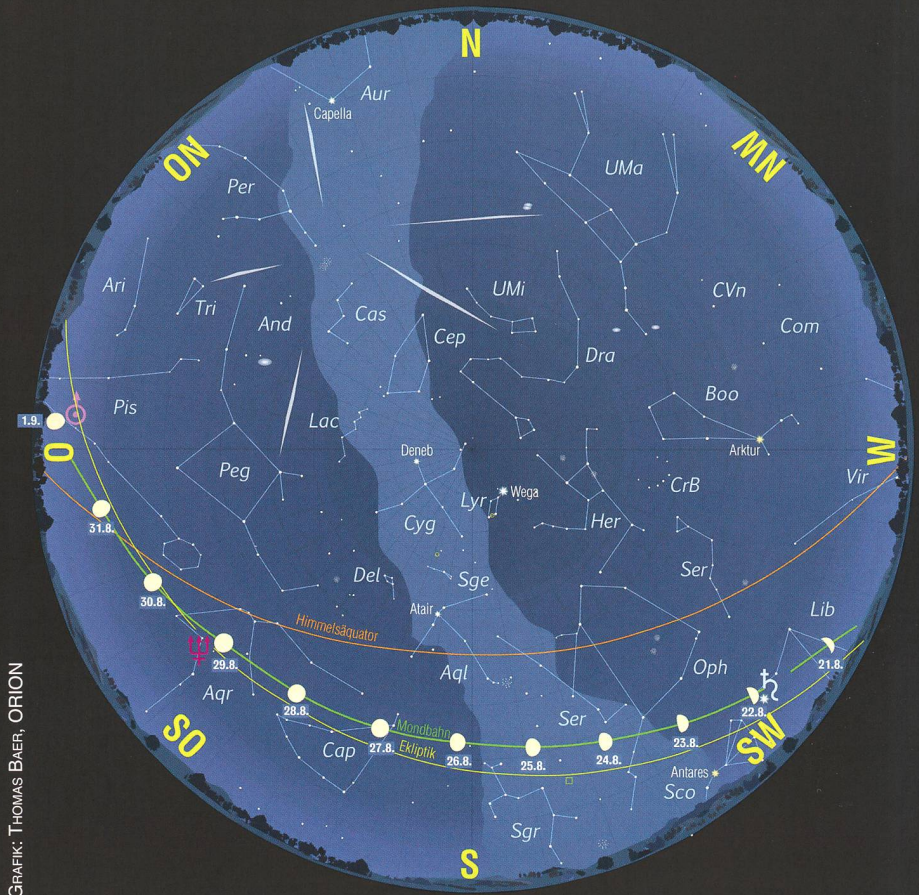 N
Aur
Capella
NO
NW
UMa
Per
Ari
Tri
UMi
CVn
And
Cas
Com
Cep
Dra
Pis
Boo
1.9.
Lac
O
Deneb
Arktur
W
Peg
Vir
Lyr
Wega
CrB
31.8.
Cyg
Her
Ser
Del
Sge
30.8.
Atair
Lib
Himmelsäquator
29.8.
21.8.
Oph
Aql
Aqr
28.8.
22.8.
Ser
Mondbahn
23.8.
SO
SW
Cap
27.8.
Ekliptik
26.8.
25.8.
24.8.
Antares
Sco
Sgr
S
GRAFIK: THOMAS BAER, ORION